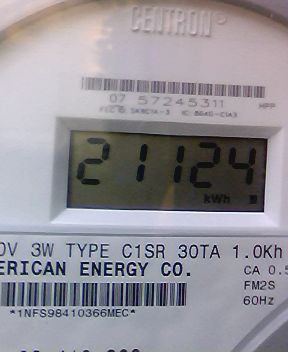 CENTRON®
07 57245311 HPP
21124
kWh
0V 3W TYPE C1SR 30TA 1.0Kh
ERICAN ENERGY CO. CA 0.5
FM2S
60Hz
*1NFS98410366MEC*